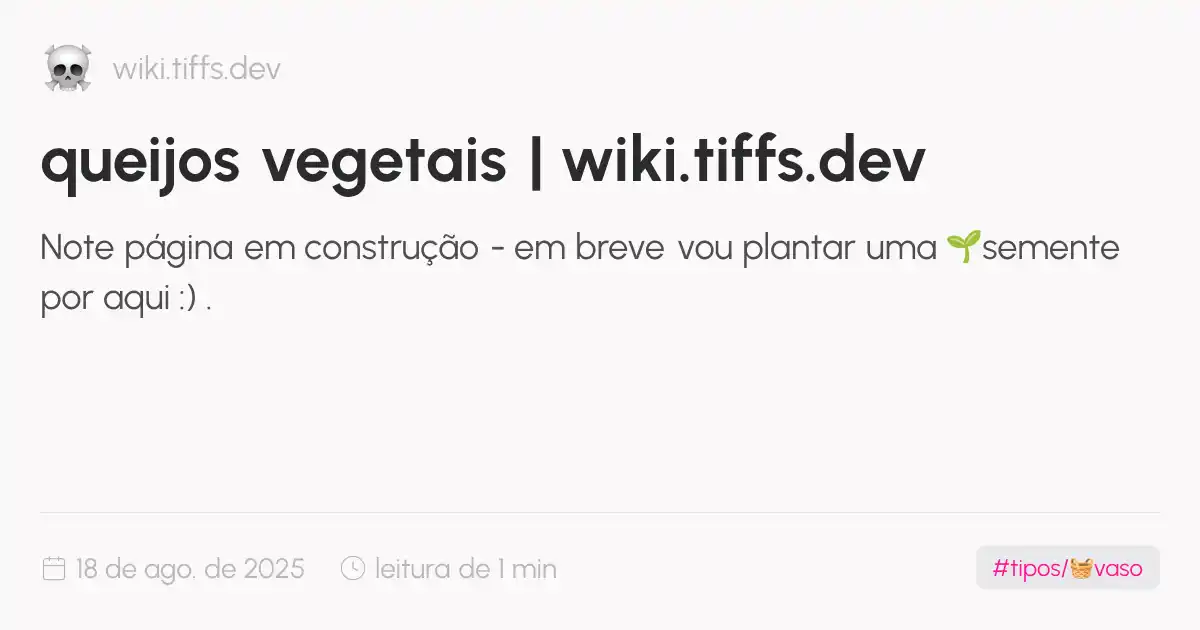 wiki.tiffs.dev
queijos vegetais | wiki.tiffs.dev
Note página em construção - em breve vou plantar uma 🌱semente
por aqui :) .
18 de ago. de 2025 leitura de 1 min #tipos/🧺vaso